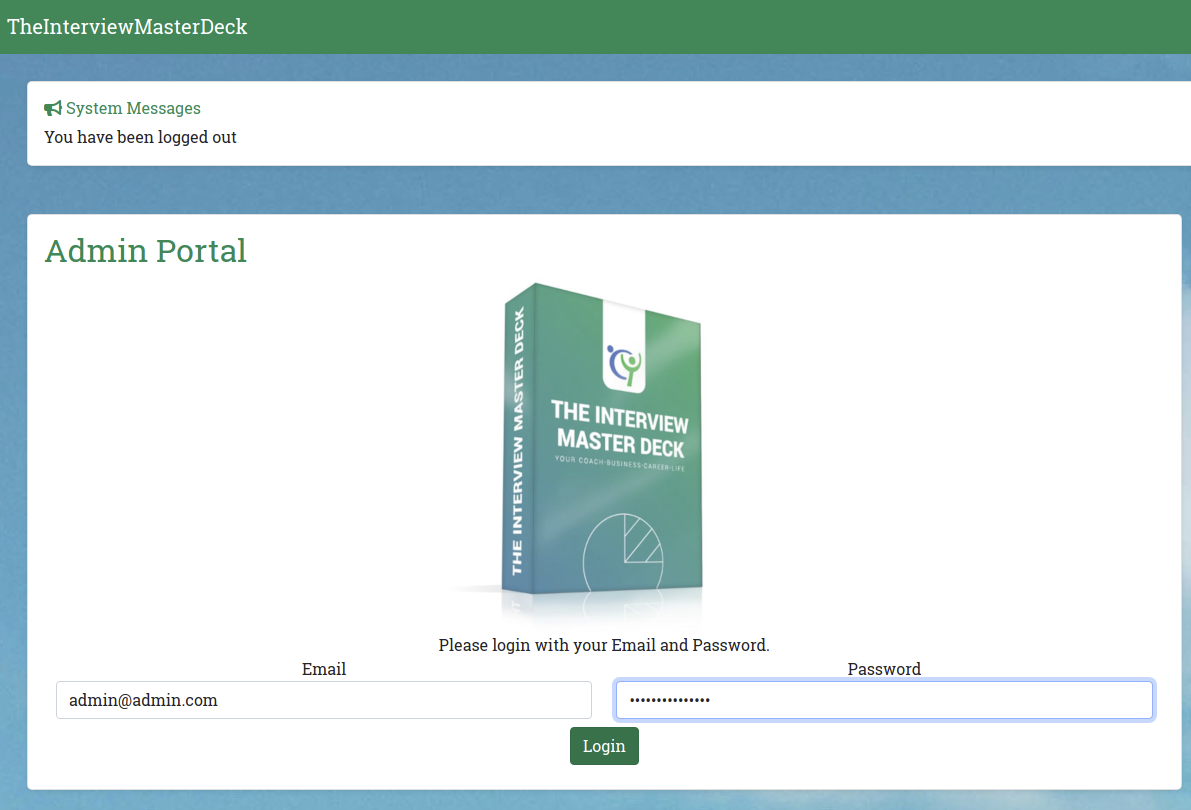 TheInterviewMasterDeck
System Messages
You have been logged out
Admin Portal
THE INTERVIEW MASTER DECK
THE INTERVIEW
MASTER DECK
YOUR COACH-BUSINESS-CAREER-LIFE
Please login with your Email and Password.
Email
Password
admin@admin.com
•••••••••••••••
Login